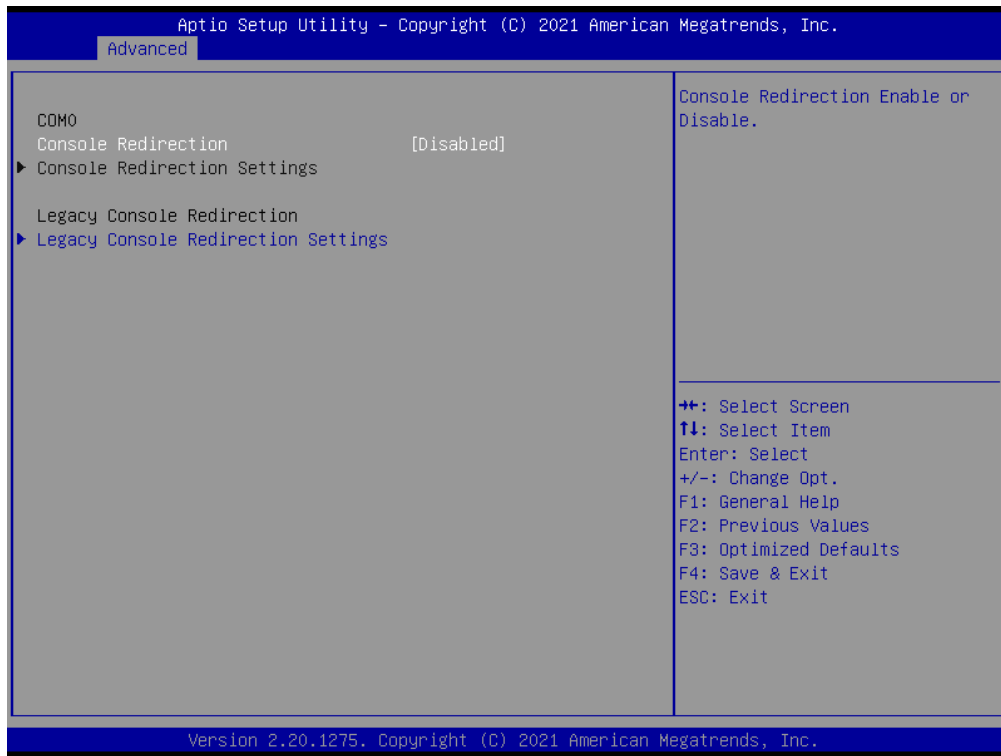 Aptio Setup Utility – Copyright (C) 2021 American Megatrends, Inc.
Advanced
COM0
Console Redirection [Disabled]
▶ Console Redirection Settings
Legacy Console Redirection
▶ Legacy Console Redirection Settings
Console Redirection Enable or
Disable.
→←: Select Screen
↑↓: Select Item
Enter: Select
+/-: Change Opt.
F1: General Help
F2: Previous Values
F3: Optimized Defaults
F4: Save & Exit
ESC: Exit
Version 2.20.1275. Copyright (C) 2021 American Megatrends, Inc.